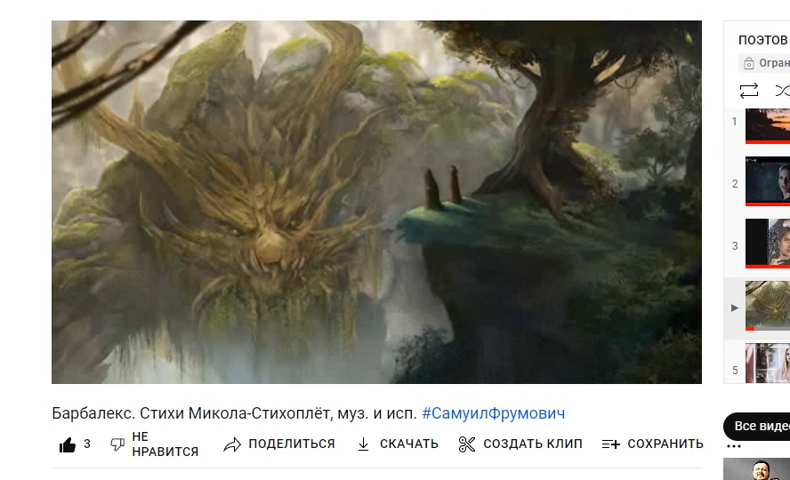 ПОЭТОВ
Огран
1
2
3
5
Барбалекс. Стихи Микола-Стихоплёт, муз. и исп. #СамуилФрумович
3
НЕ НРАВИТСЯ
ПОДЕЛИТЬСЯ
СКАЧАТЬ
СОЗДАТЬ КЛИП
СОХРАНИТЬ
Все видео